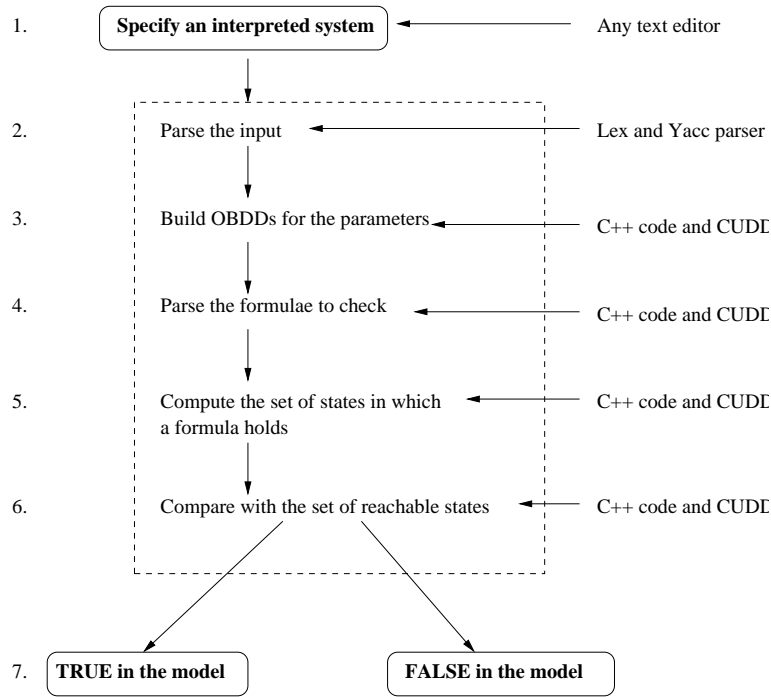 1. Specify an interpreted system Any text editor
2. Parse the input Lex and Yacc parser
3. Build OBDDs for the parameters C++ code and CUDD
4. Parse the formulae to check C++ code and CUDD
5. Compute the set of states in which C++ code and CUDD
a formula holds
6. Compare with the set of reachable states C++ code and CUDD
7. TRUE in the model FALSE in the model